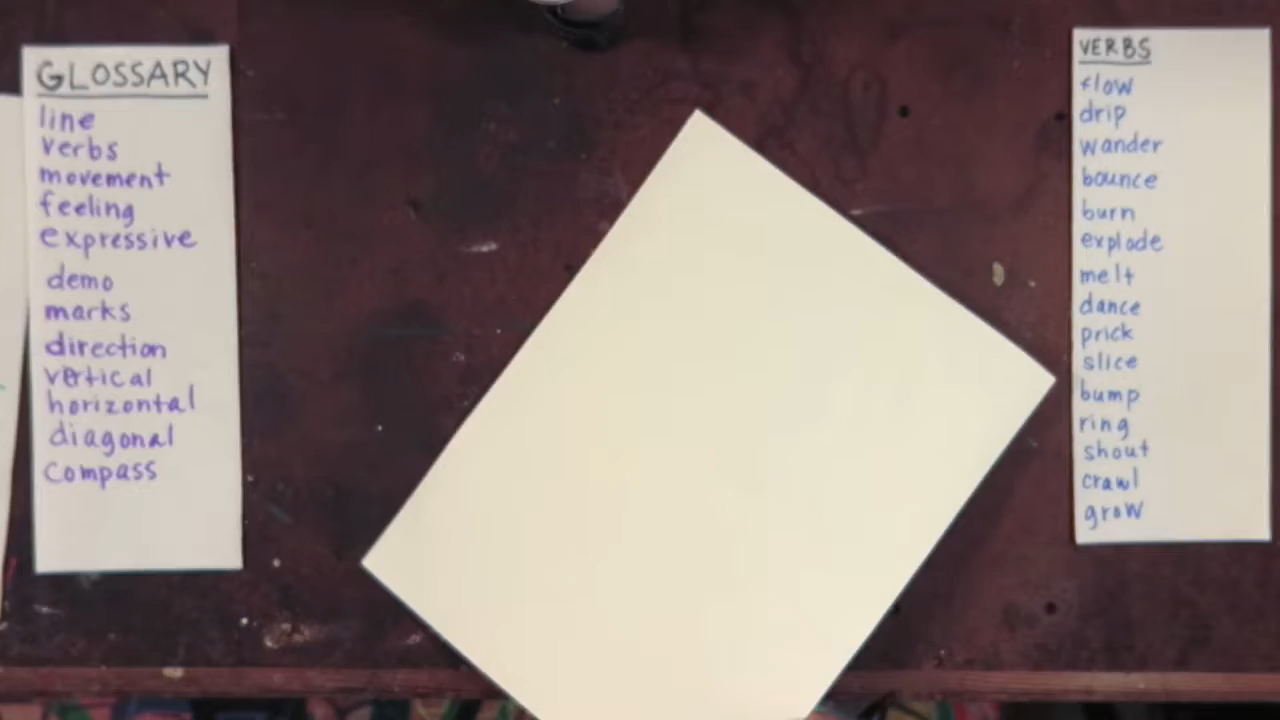 GLOSSARY
line
verbs
movement
feeling
expressive
demo
marks
direction
vertical
horizontal
diagonal
compass
VERBS
flow
drip
wander
bounce
burn
explode
melt
dance
prick
slice
bump
ring
shout
crawl
grow